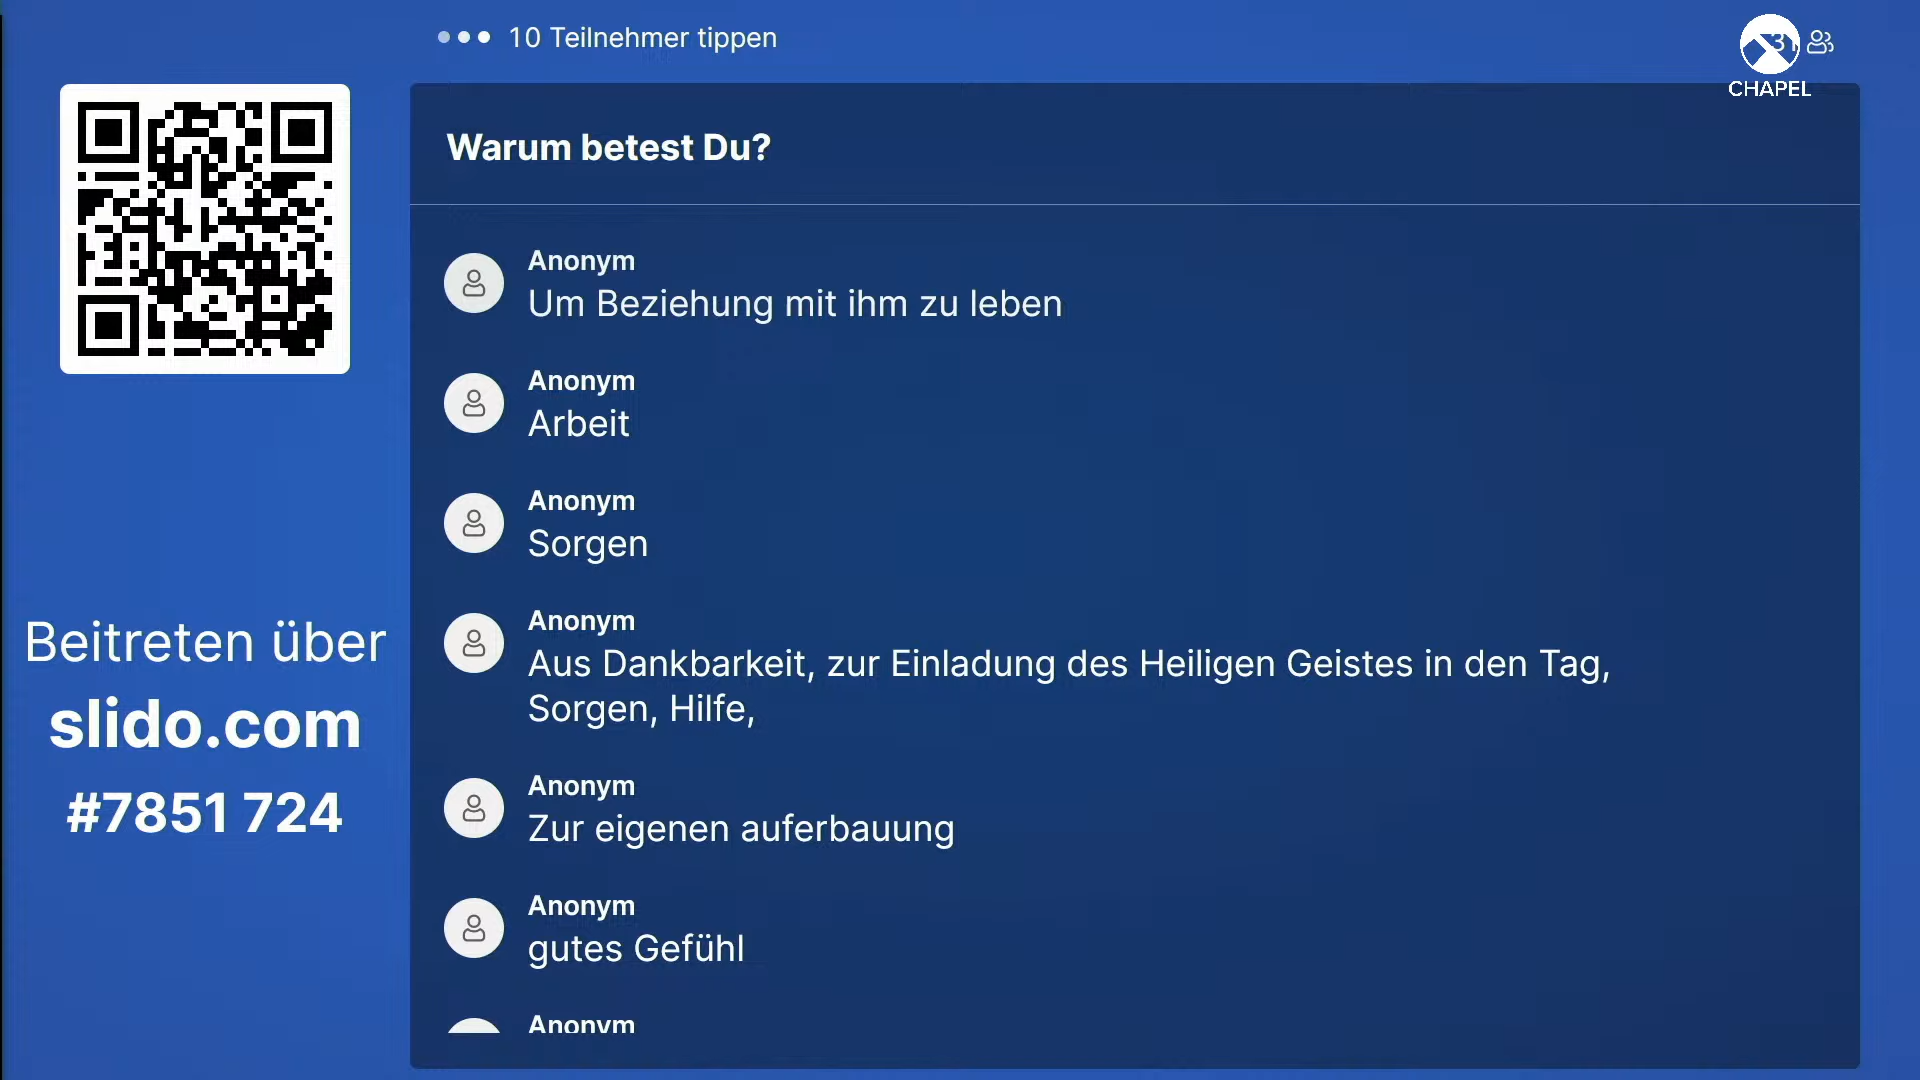 10 Teilnehmer tippen
31
CHAPEL
Warum betest Du?
Anonym
Um Beziehung mit ihm zu leben
Anonym
Arbeit
Anonym
Sorgen
Anonym
Aus Dankbarkeit, zur Einladung des Heiligen Geistes in den Tag,
Sorgen, Hilfe,
Anonym
Zur eigenen auferbauung
Anonym
gutes Gefühl
Anonym
Beitreten über
slido.com
#7851 724